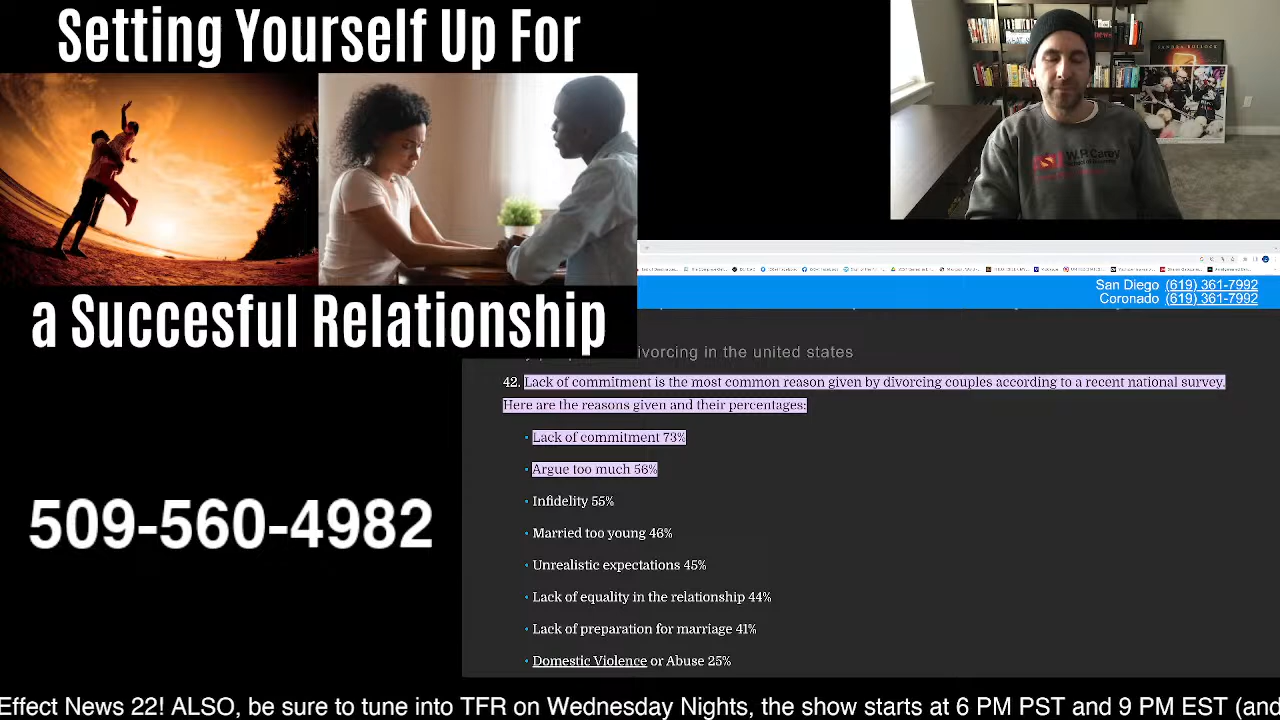 Setting Yourself Up For
a Succesful Relationship
news
SANDRA BULLOCK
W. P. Carey
San Diego (619) 361-7992
Coronado (619) 361-7992
ivorcing in the united states
42. Lack of commitment is the most common reason given by divorcing couples according to a recent national survey.
Here are the reasons given and their percentages:
• Lack of commitment 73%
• Argue too much 56%
• Infidelity 55%
• Married too young 46%
• Unrealistic expectations 45%
• Lack of equality in the relationship 44%
• Lack of preparation for marriage 41%
• Domestic Violence or Abuse 25%
509-560-4982
Effect News 22! ALSO, be sure to tune into TFR on Wednesday Nights, the show starts at 6 PM PST and 9 PM EST (and